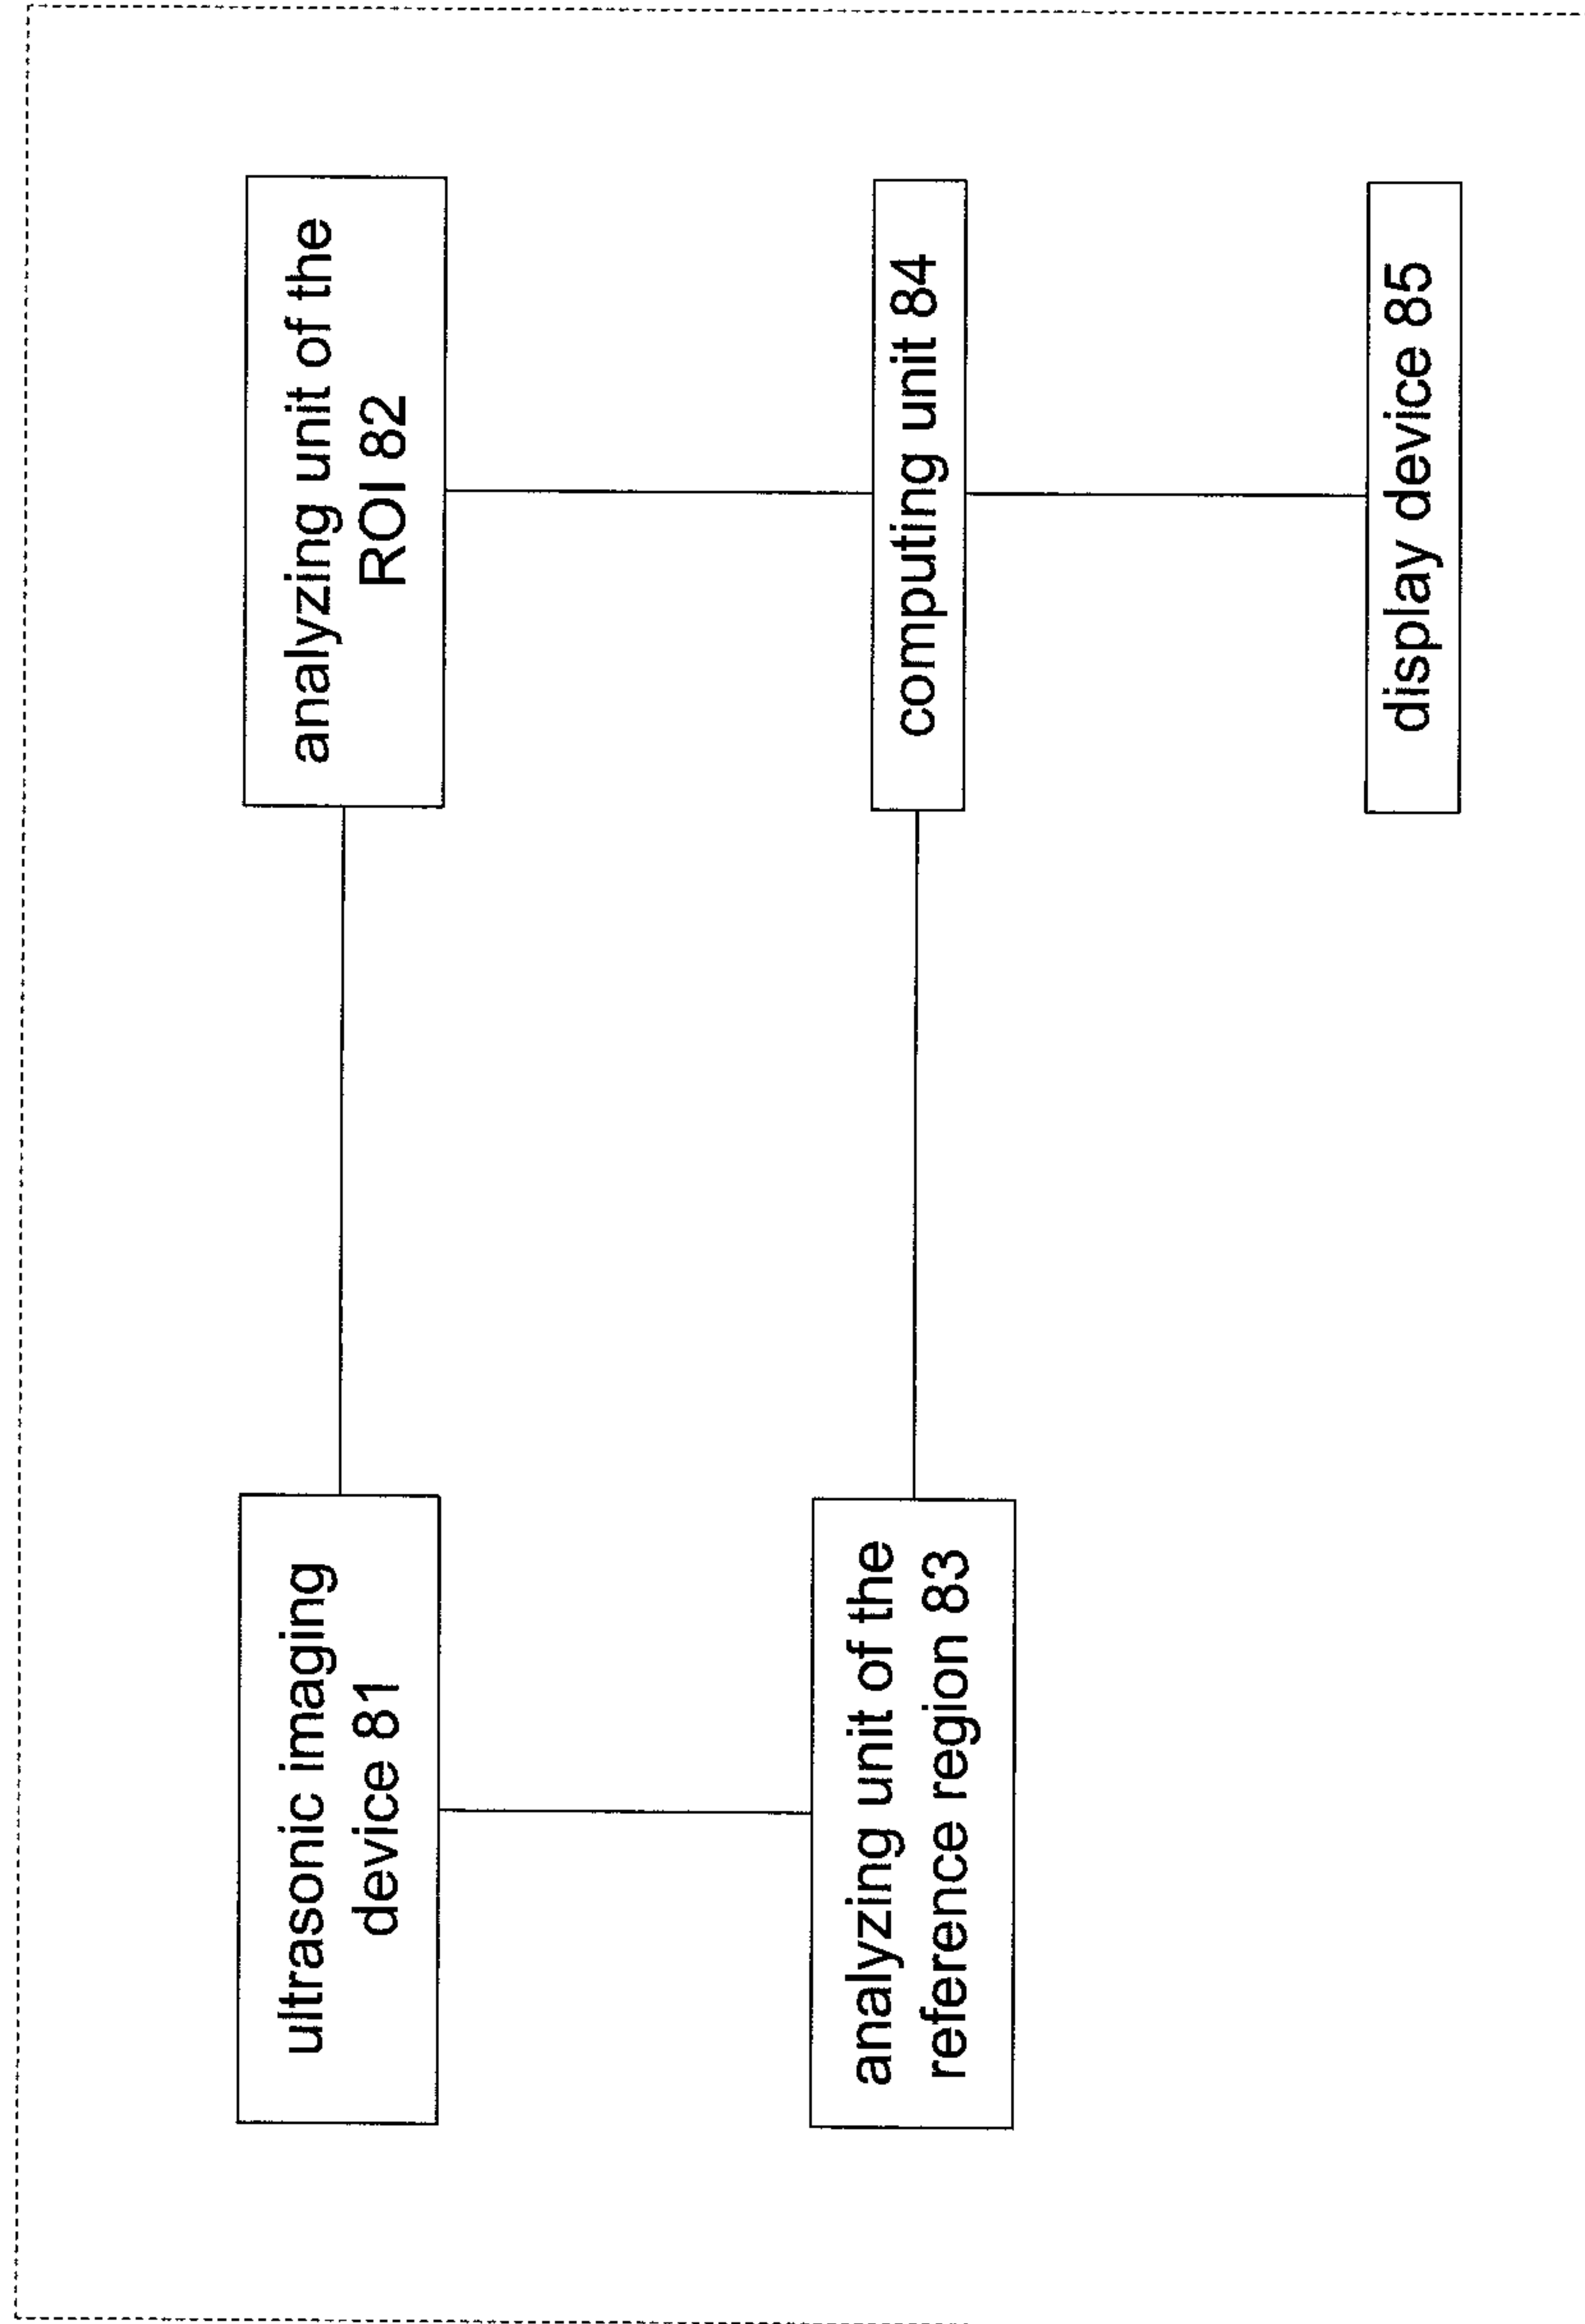 ultrasonic imaging
device 81
analyzing unit of the
ROI 82
analyzing unit of the
reference region 83
computing unit 84
display device 85